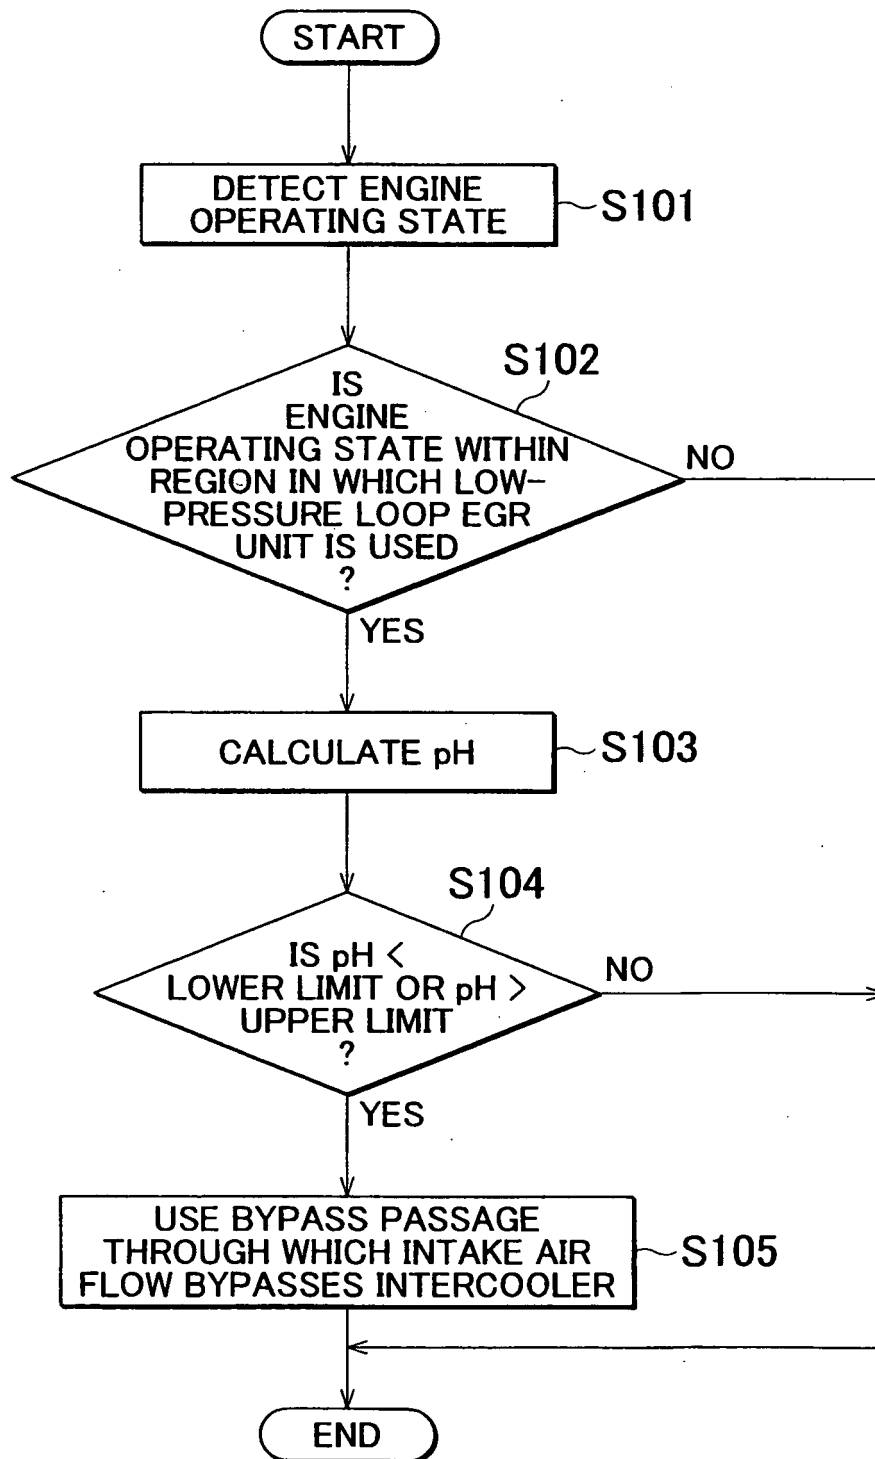 START
DETECT ENGINE
OPERATING STATE
S101
S102
IS
ENGINE
OPERATING STATE WITHIN
REGION IN WHICH LOW-
PRESSURE LOOP EGR
UNIT IS USED
?
NO
YES
CALCULATE pH
S103
S104
IS pH <
LOWER LIMIT OR pH >
UPPER LIMIT
?
NO
YES
USE BYPASS PASSAGE
THROUGH WHICH INTAKE AIR
FLOW BYPASSES INTERCOOLER
S105
END